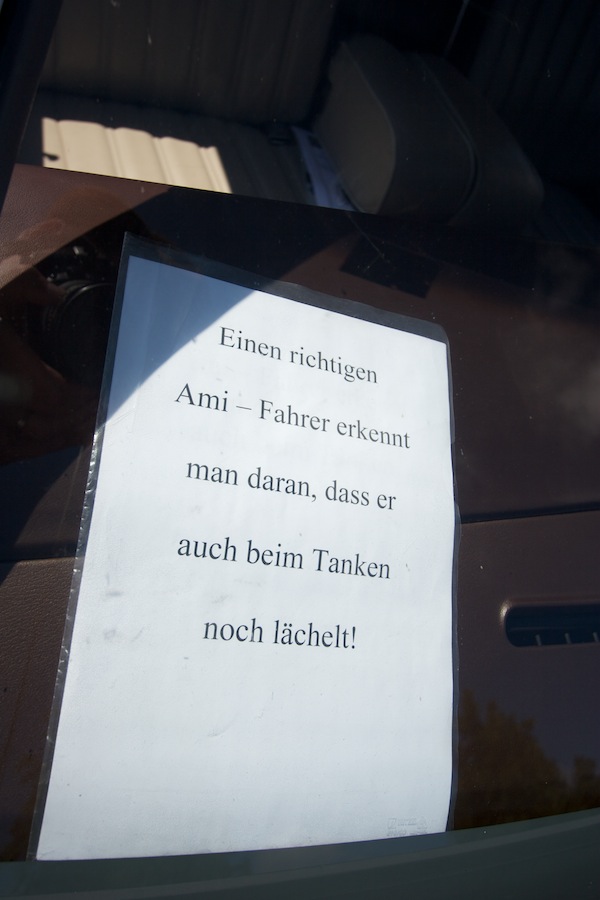 Einen richtigen
Ami – Fahrer erkennt
man daran, dass er
auch beim Tanken
noch lächelt!